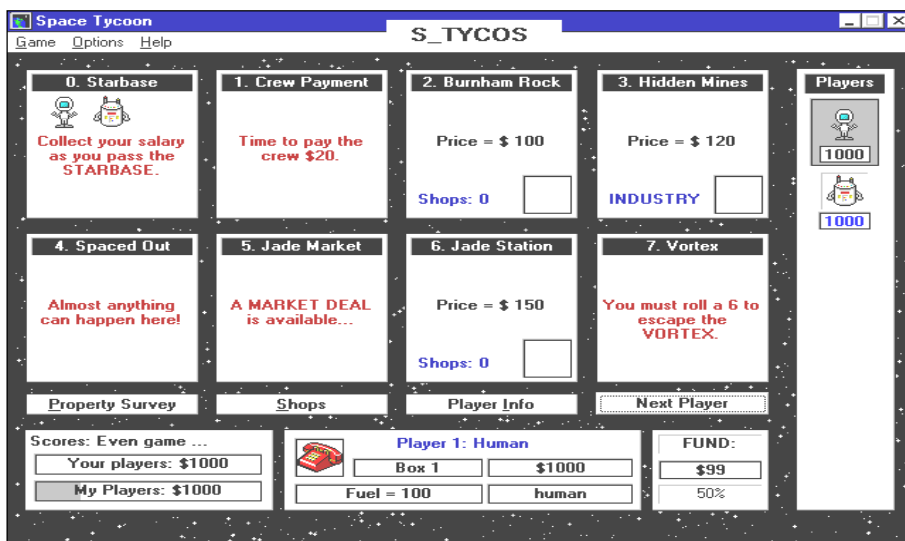 Space Tycoon
Game Options Help
S_TYCOS
0. Starbase
Collect your salary
as you pass the
STARBASE.
1. Crew Payment
Time to pay the
crew $20.
2. Burnham Rock
Price = $ 100
Shops: 0
3. Hidden Mines
Price = $ 120
INDUSTRY
Players
1000
1000
4. Spaced Out
Almost anything
can happen here!
5. Jade Market
A MARKET DEAL
is available...
6. Jade Station
Price = $ 150
Shops: 0
7. Vortex
You must roll a 6 to
escape the
VORTEX.
Property Survey
Shops
Player Info
Next Player
Scores: Even game ...
Your players: $1000
My Players: $1000
Player 1: Human
Box 1
$1000
Fuel = 100
human
FUND:
$99
50%